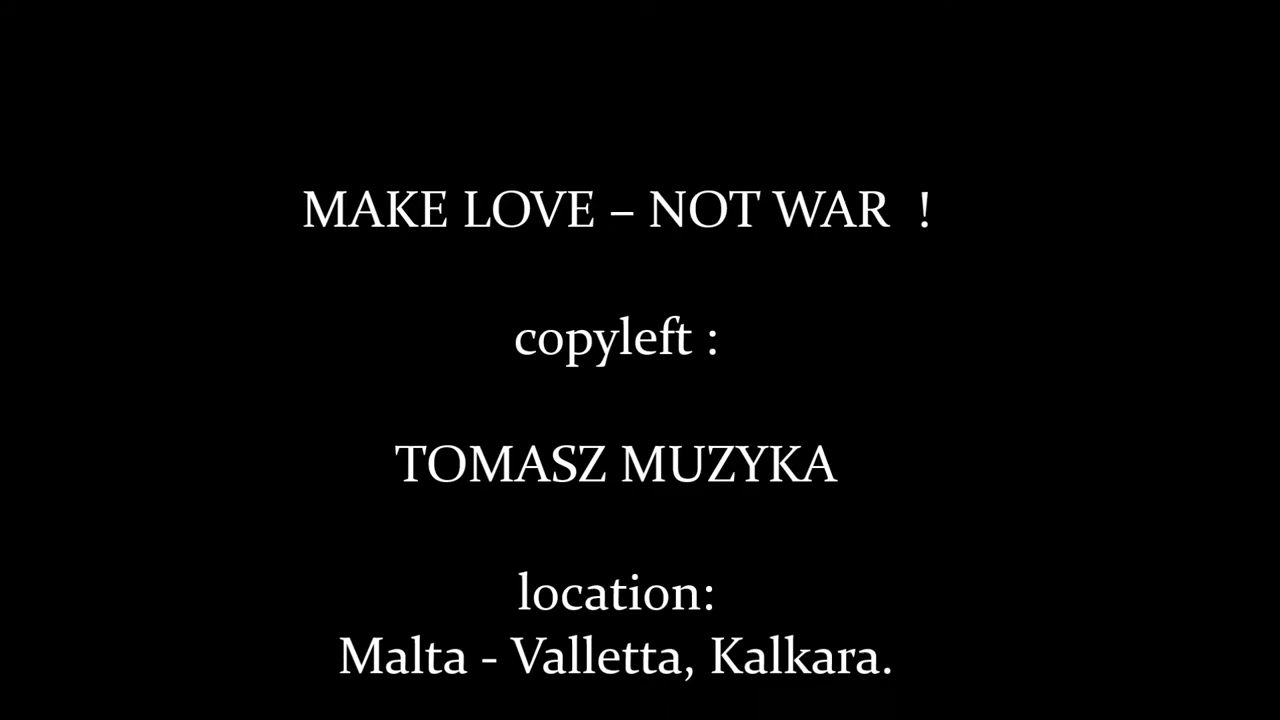 MAKE LOVE – NOT WAR  !
copyleft :
TOMASZ MUZYKA
location:
Malta - Valletta, Kalkara.